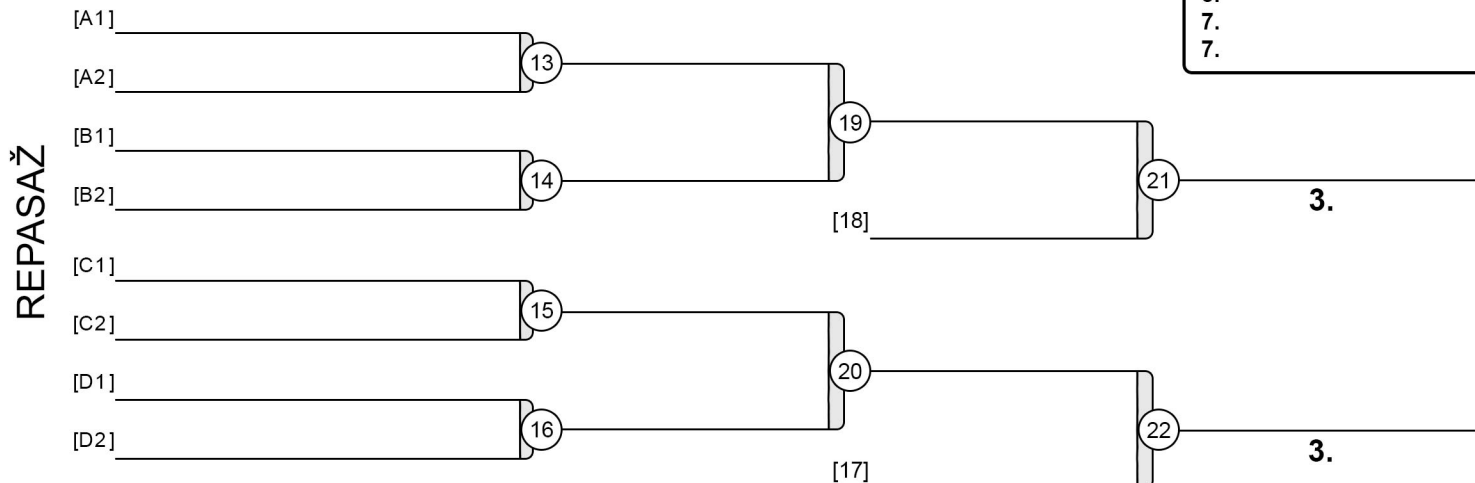 [A1]
[A2]
[B1]
[B2]
[C1]
[C2]
[D1]
[D2]
REPASAŽ
13
14
15
16
19
[18]
20
[17]
21
3.
22
3.
7.
7.